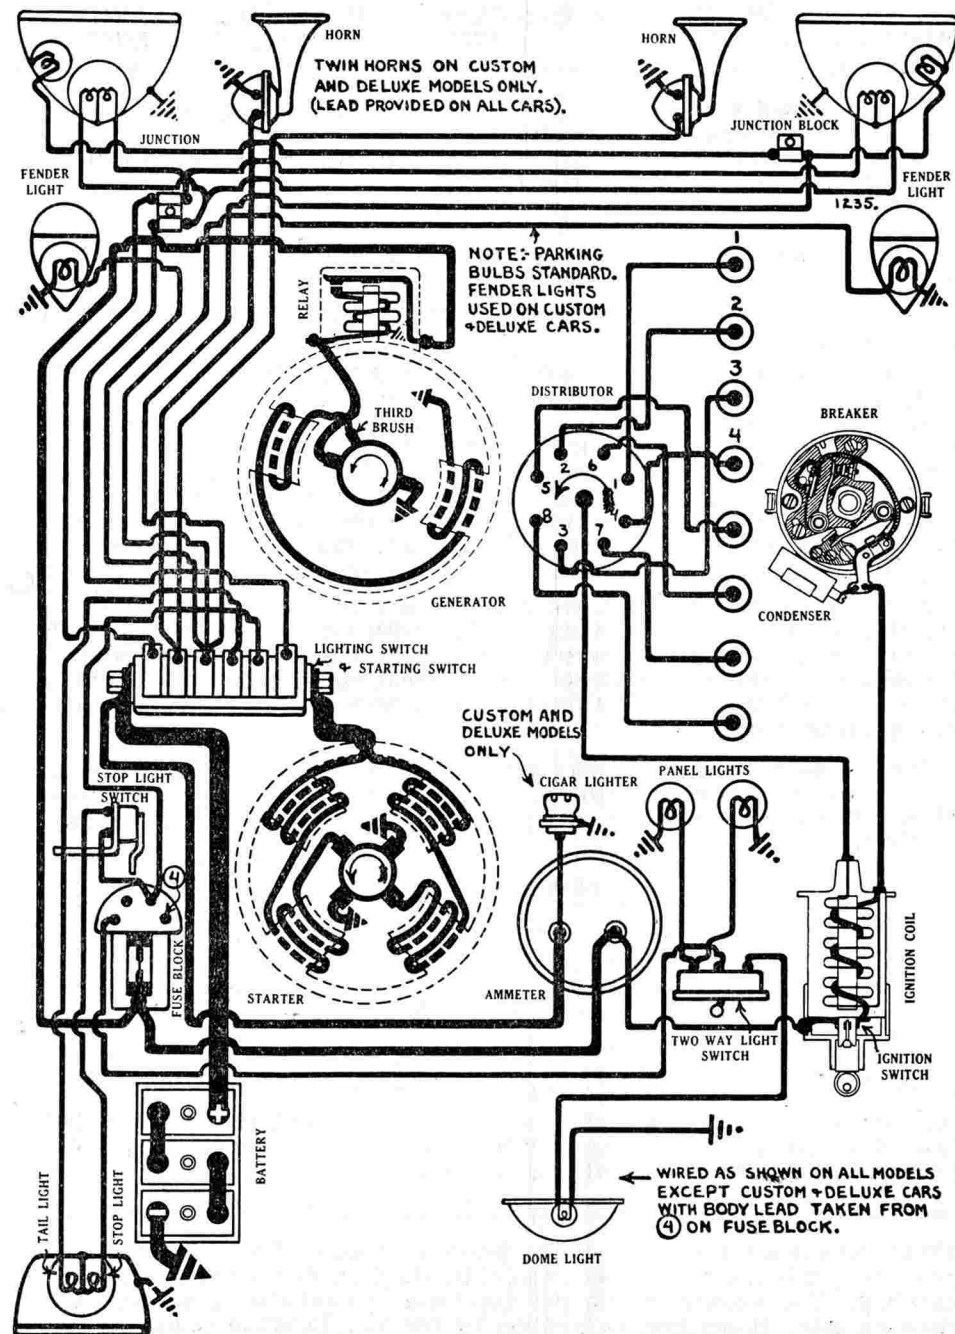 HORN
HORN
TWIN HORNS ON CUSTOM
AND DELUXE MODELS ONLY.
(LEAD PROVIDED ON ALL CARS).
JUNCTION
JUNCTION BLOCK
FENDER
LIGHT
FENDER
LIGHT
1235.
NOTE:- PARKING
BULBS STANDARD.
FENDER LIGHTS
USED ON CUSTOM
+ DELUXE CARS.
RELAY
1
2
3
4
THIRD
BRUSH
DISTRIBUTOR
BREAKER
2
6
5
1
8
3
7
4
GENERATOR
CONDENSER
LIGHTING SWITCH
+ STARTING SWITCH
CUSTOM AND
DELUXE MODELS
ONLY
CIGAR LIGHTER
PANEL LIGHTS
STOP LIGHT
SWITCH
4
FUSE BLOCK
STARTER
AMMETER
IGNITION COIL
TWO WAY LIGHT
SWITCH
IGNITION
SWITCH
BATTERY
TAIL LIGHT
STOP LIGHT
WIRED AS SHOWN ON ALL MODELS
EXCEPT CUSTOM + DELUXE CARS
WITH BODY LEAD TAKEN FROM
4 ON FUSEBLOCK.
DOME LIGHT